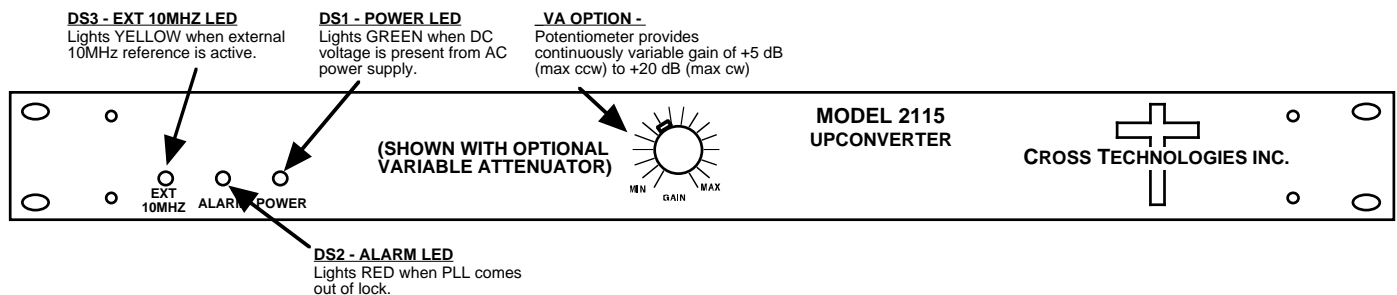 DS3 - EXT 10MHZ LED
Lights YELLOW when external
10MHz reference is active.
DS1 - POWER LED
Lights GREEN when DC
voltage is present from AC
power supply.
VA OPTION -
Potentiometer provides
continuously variable gain of +5 dB
(max ccw) to +20 dB (max cw)
(SHOWN WITH OPTIONAL
VARIABLE ATTENUATOR)
MIN
GAIN
MAX
MODEL 2115
UPCONVERTER
CROSS TECHNOLOGIES INC.
EXT
10MHZ
ALARM
POWER
DS2 - ALARM LED
Lights RED when PLL comes
out of lock.